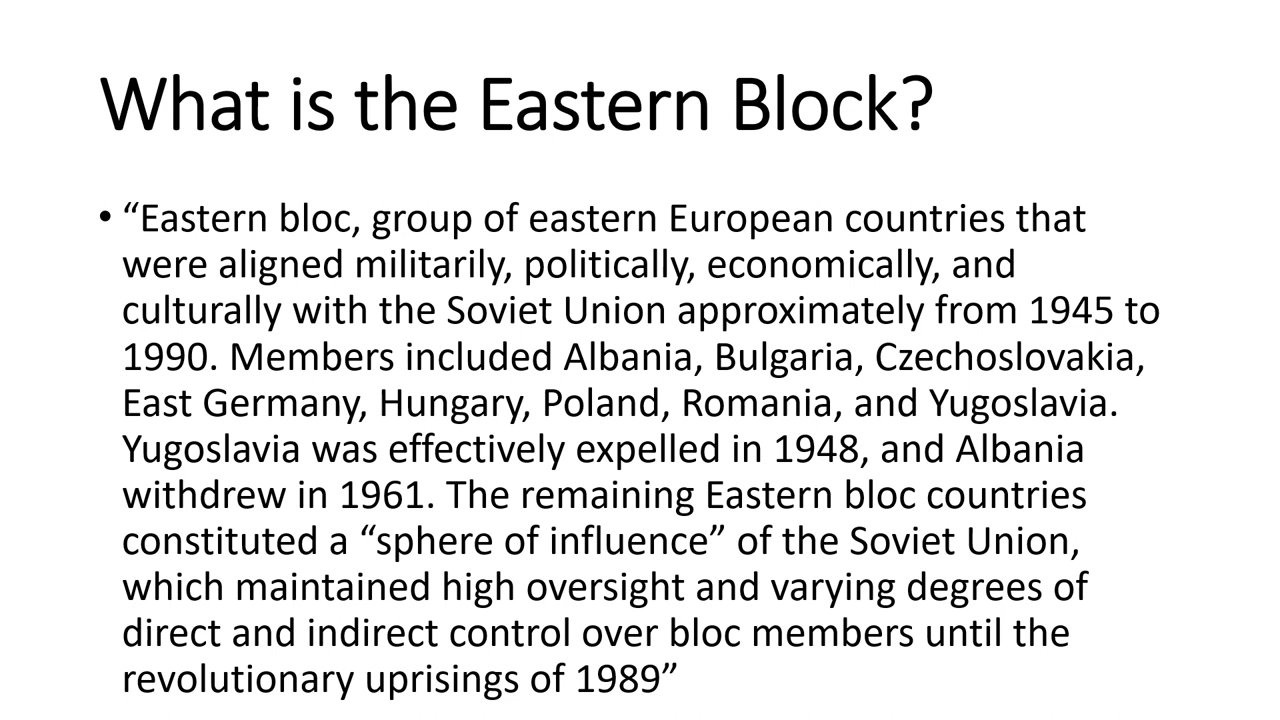 What is the Eastern Block?
• “Eastern bloc, group of eastern European countries that
were aligned militarily, politically, economically, and
culturally with the Soviet Union approximately from 1945 to
1990. Members included Albania, Bulgaria, Czechoslovakia,
East Germany, Hungary, Poland, Romania, and Yugoslavia.
Yugoslavia was effectively expelled in 1948, and Albania
withdrew in 1961. The remaining Eastern bloc countries
constituted a “sphere of influence” of the Soviet Union,
which maintained high oversight and varying degrees of
direct and indirect control over bloc members until the
revolutionary uprisings of 1989”